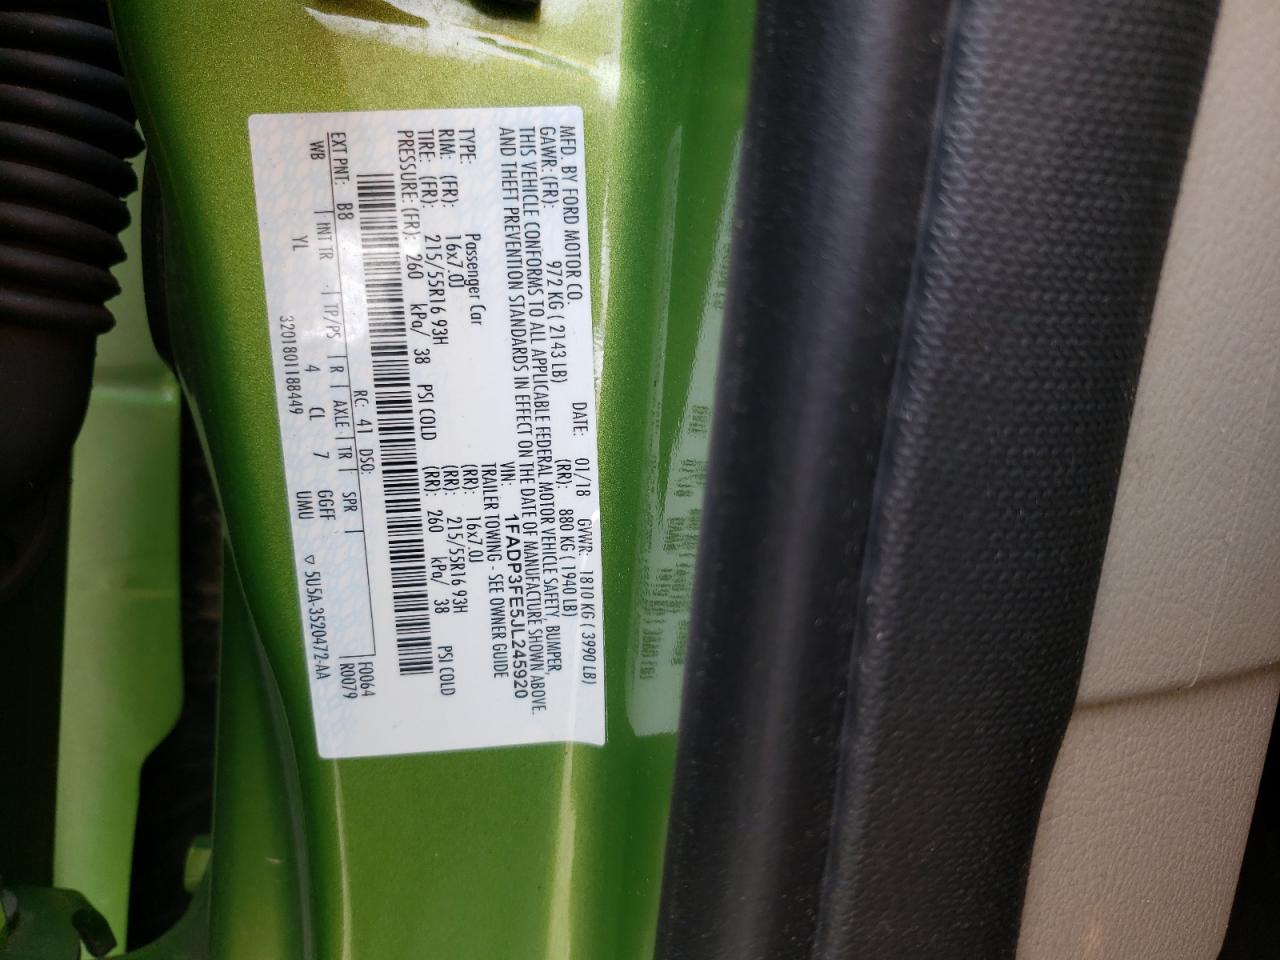 MFD. BY FORD MOTOR CO.
DATE: 01/18 GVWR: 1810 KG ( 3990 LB)
GAWR: (FR): 972 KG ( 2143 LB) (RR): 880 KG ( 1940 LB)
THIS VEHICLE CONFORMS TO ALL APPLICABLE FEDERAL MOTOR VEHICLE SAFETY, BUMPER,
AND THEFT PREVENTION STANDARDS IN EFFECT ON THE DATE OF MANUFACTURE SHOWN ABOVE.
VIN: 1FADP3FE5JL245920
TYPE: Passenger Car TRAILER TOWING - SEE OWNER GUIDE
RIM: (FR): 16x7.0J (RR): 16x7.0J
TIRE: (FR): 215/55R16 93H (RR): 215/55R16 93H
PRESSURE: (FR): 260 kPa/ 38 PSI COLD (RR): 260 kPa/ 38 PSI COLD
RC: 41 DSO: F0064
EXT PNT: B8 R0079
INT TR TP/PS R AXLE TR SPR
WB YL 4 CL 7 GGFF UMU
3201801188449 ▽ 5U5A-3520472-AA